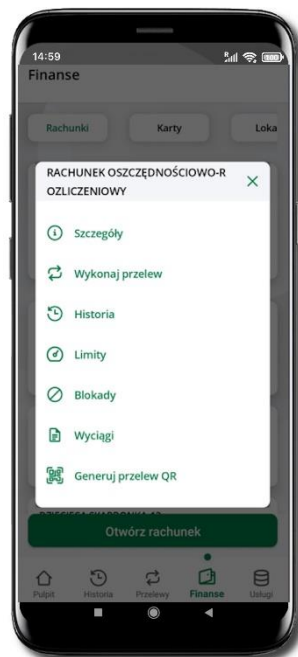 14:59
R
100
Finanse
Rachunki
Karty
Loka
RACHUNEK OSZCZĘDNOŚCIOWO-R
OZLICZENIOWY
Szczegóły
Wykonaj przelew
Historia
Limity
Blokady
Wyciągi
Generuj przelew QR
Otwórz rachunek
Pulpit
Historia
Przelewy
Finanse
Usługi